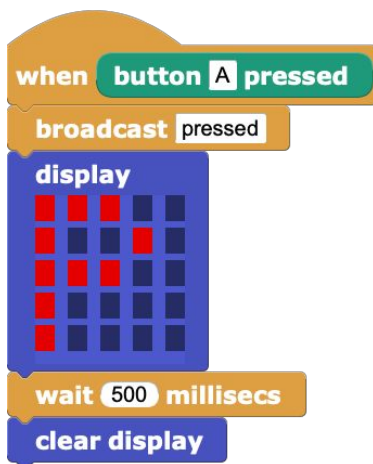 when button A pressed
broadcast pressed
display
wait 500 millisecs
clear display